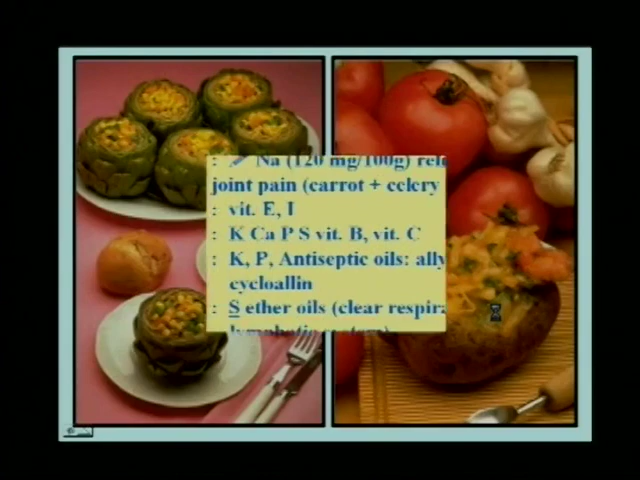 : Na (120 mg/100g)
joint pain (carrot + celery
: vit. E, I
: K Ca P S vit. B, vit. C
: K, P, Antiseptic oils: ally
cycloallin
: S ether oils (clear respira